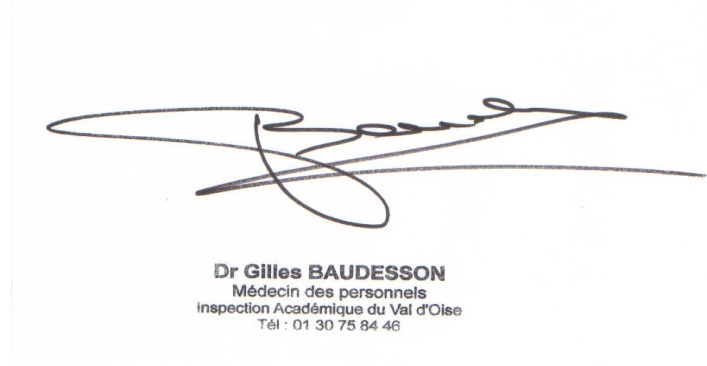 Dr Gilles BAUDESSON
Médecin des personnels
Inspection Académique du Val d'Oise
Tél : 01 30 75 84 46